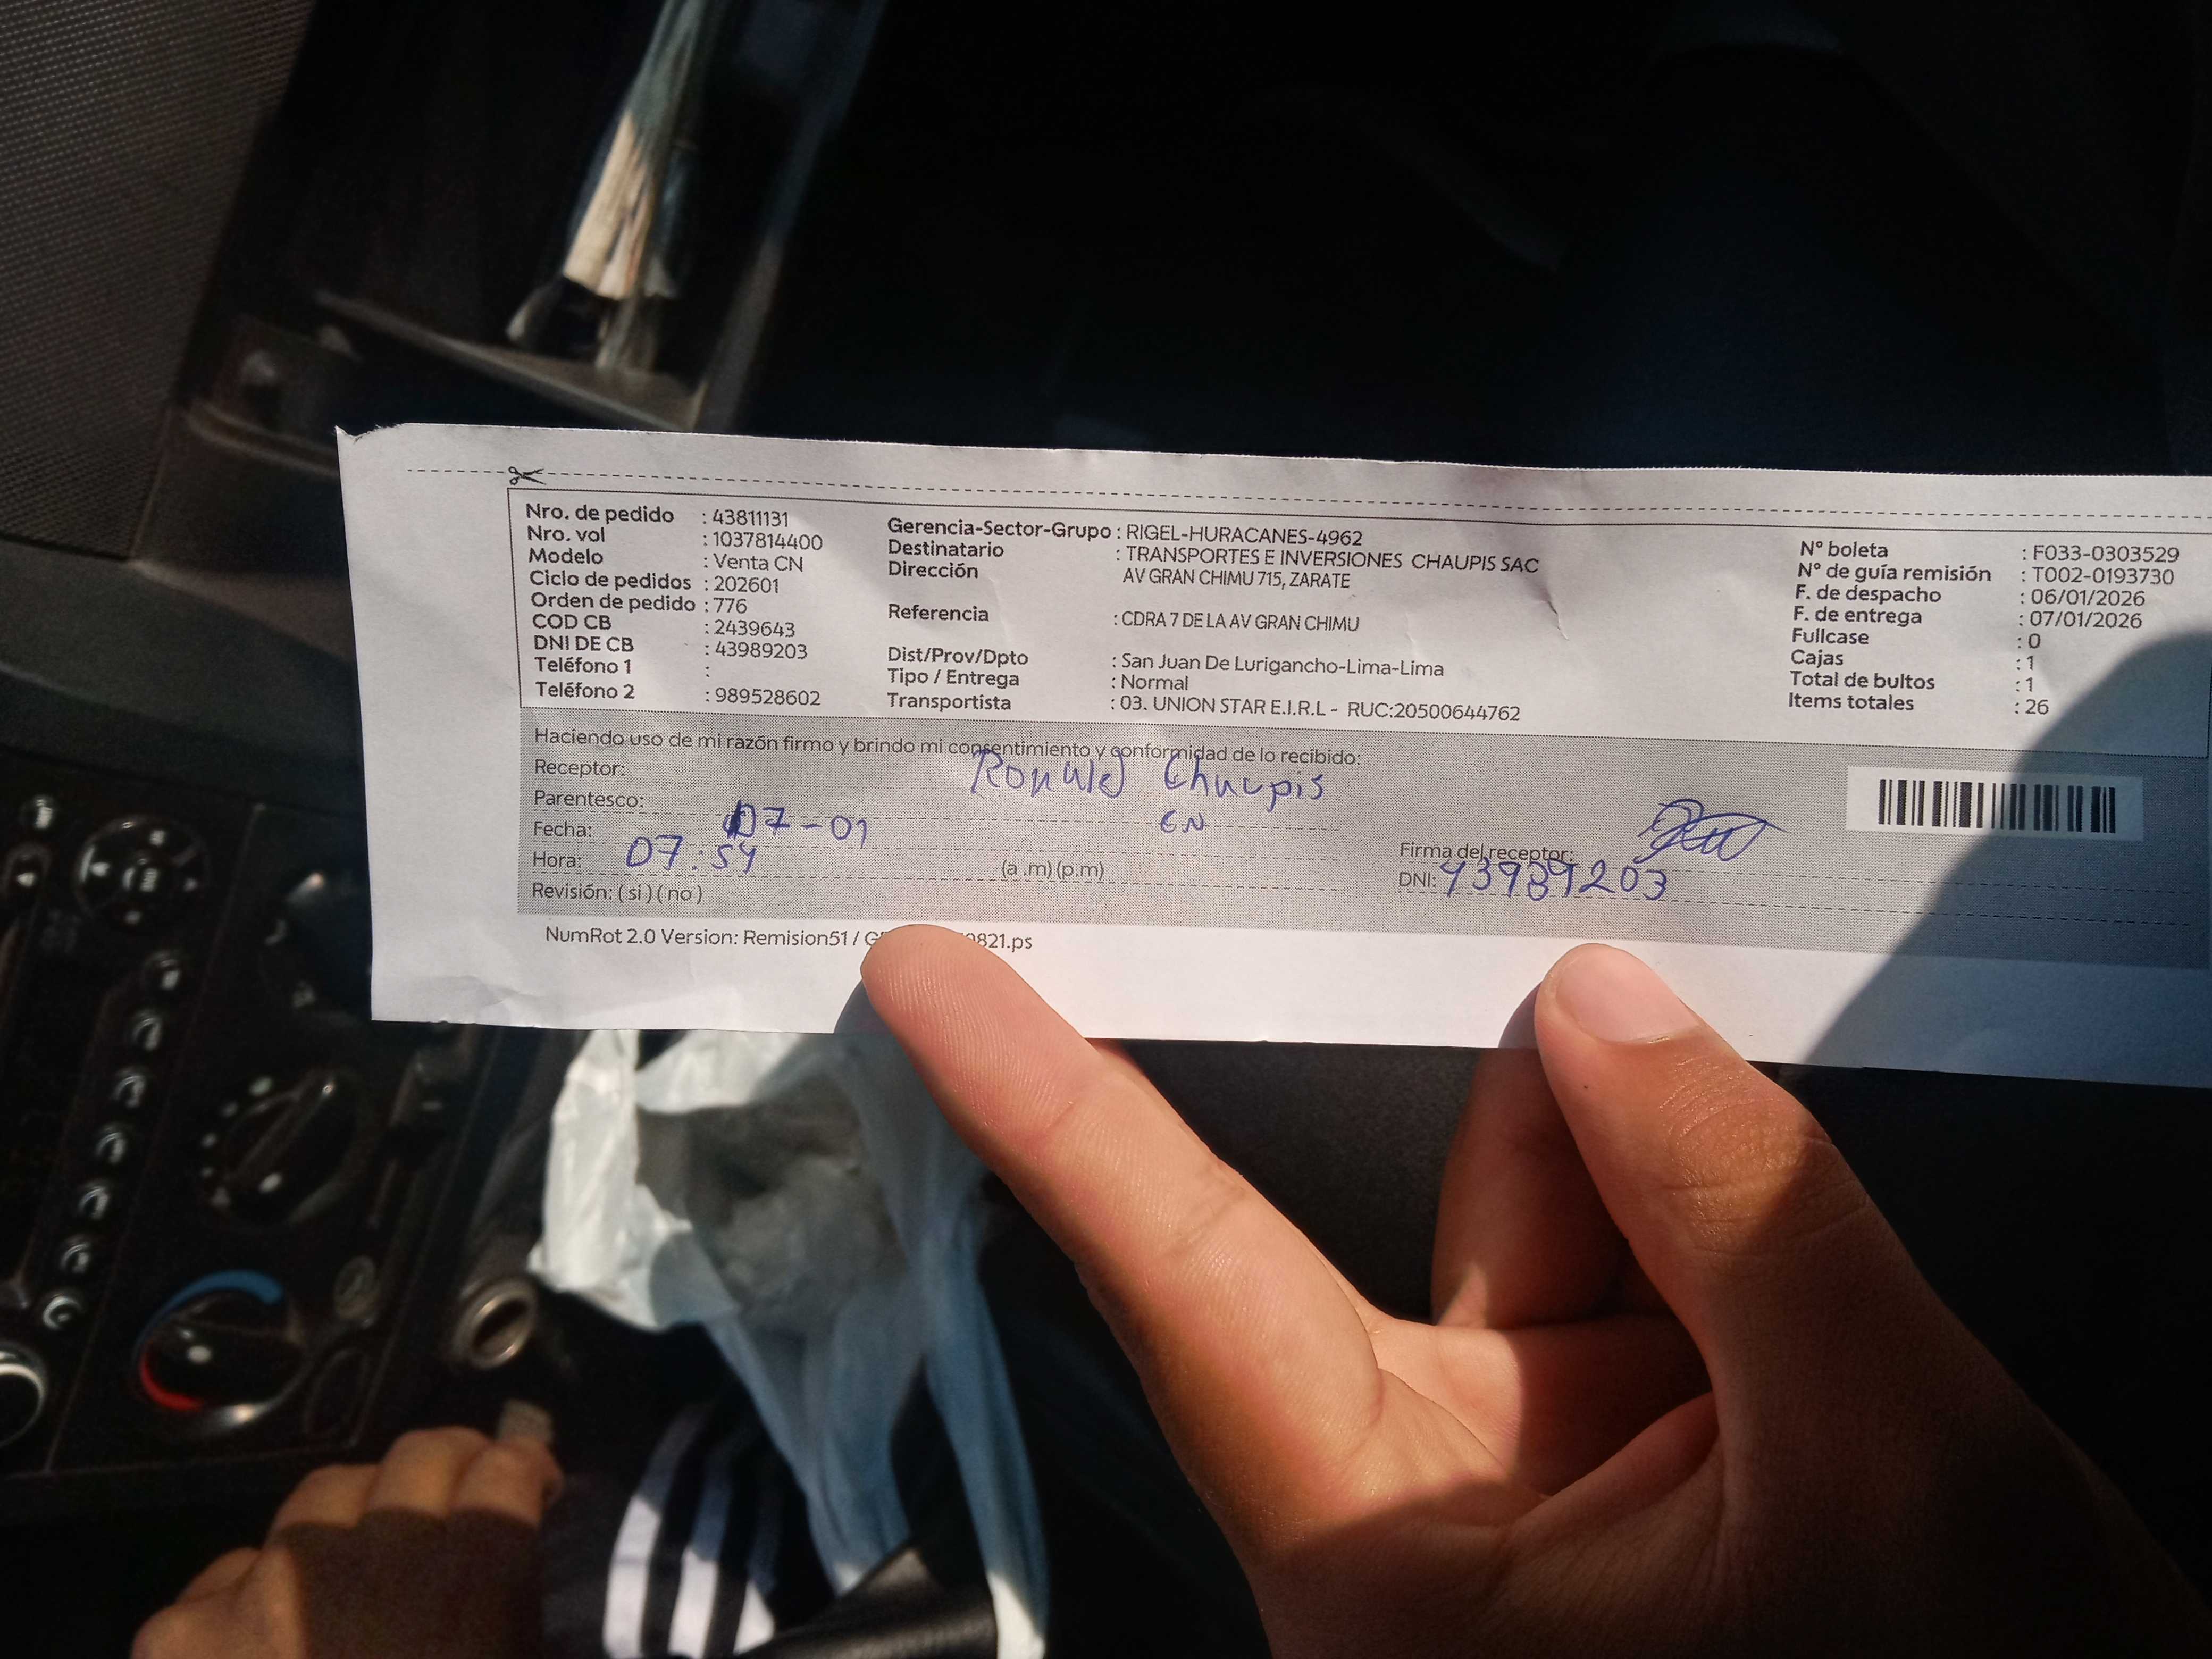 Nro. de pedido : 43811131
Nro. vol : 1037814400
Modelo : Venta CN
Ciclo de pedidos : 202601
Orden de pedido : 776
COD CB : 2439643
DNI DE CB : 43989203
Teléfono 1 :
Teléfono 2 : 989528602
Gerencia-Sector-Grupo : RIGEL-HURACANES-4962
Destinatario : TRANSPORTES E INVERSIONES CHAUPIS SAC
Dirección AV GRAN CHIMU 715, ZARATE
Referencia : CDRA 7 DE LA AV GRAN CHIMU
Dist/Prov/Dpto : San Juan De Lurigancho-Lima-Lima
Tipo / Entrega : Normal
Transportista : 03. UNION STAR E.I.R.L - RUC:20500644762
N° boleta : F033-0303529
N° de guía remisión : T002-0193730
F. de despacho : 06/01/2026
F. de entrega : 07/01/2026
Fullcase : 0
Cajas : 1
Total de bultos : 1
Items totales : 26
Haciendo uso de mi razón firmo y brindo mi consentimiento y conformidad de lo recibido:
Receptor: Ronald Chaupis
Parentesco: CN
Fecha: 07-01
Hora: 07:54 (a .m) (p.m)
Revisión: ( si ) ( no )
Firma del receptor:
DNI: 43989203
NumRot 2.0 Version: Remision51 / G 0821.ps